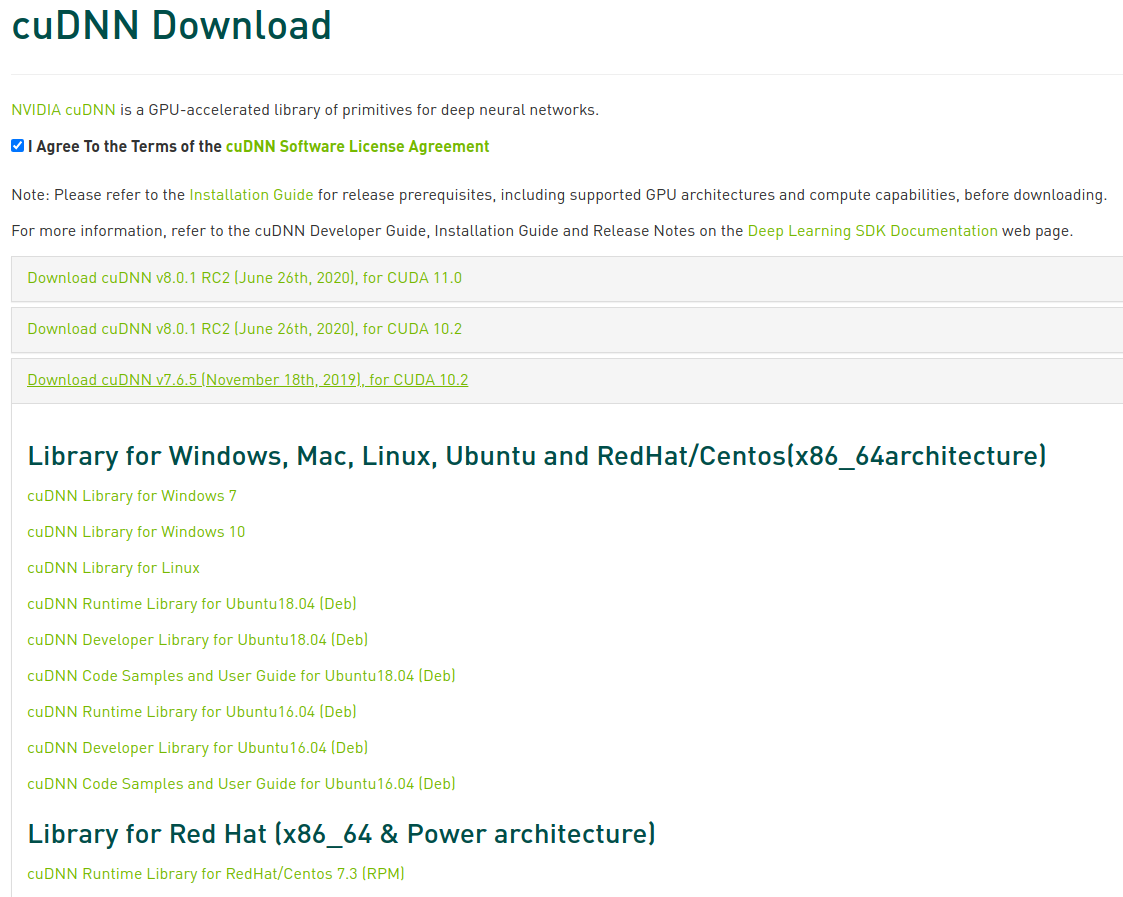 cuDNN Download
NVIDIA cuDNN is a GPU-accelerated library of primitives for deep neural networks.
I Agree To the Terms of the cuDNN Software License Agreement
Note: Please refer to the Installation Guide for release prerequisites, including supported GPU architectures and compute capabilities, before downloading.
For more information, refer to the cuDNN Developer Guide, Installation Guide and Release Notes on the Deep Learning SDK Documentation web page.
Download cuDNN v8.0.1 RC2 (June 26th, 2020), for CUDA 11.0
Download cuDNN v8.0.1 RC2 (June 26th, 2020), for CUDA 10.2
Download cuDNN v7.6.5 (November 18th, 2019), for CUDA 10.2
Library for Windows, Mac, Linux, Ubuntu and RedHat/Centos(x86_64architecture)
cuDNN Library for Windows 7
cuDNN Library for Windows 10
cuDNN Library for Linux
cuDNN Runtime Library for Ubuntu18.04 (Deb)
cuDNN Developer Library for Ubuntu18.04 (Deb)
cuDNN Code Samples and User Guide for Ubuntu18.04 (Deb)
cuDNN Runtime Library for Ubuntu16.04 (Deb)
cuDNN Developer Library for Ubuntu16.04 (Deb)
cuDNN Code Samples and User Guide for Ubuntu16.04 (Deb)
Library for Red Hat (x86_64 & Power architecture)
cuDNN Runtime Library for RedHat/Centos 7.3 (RPM)